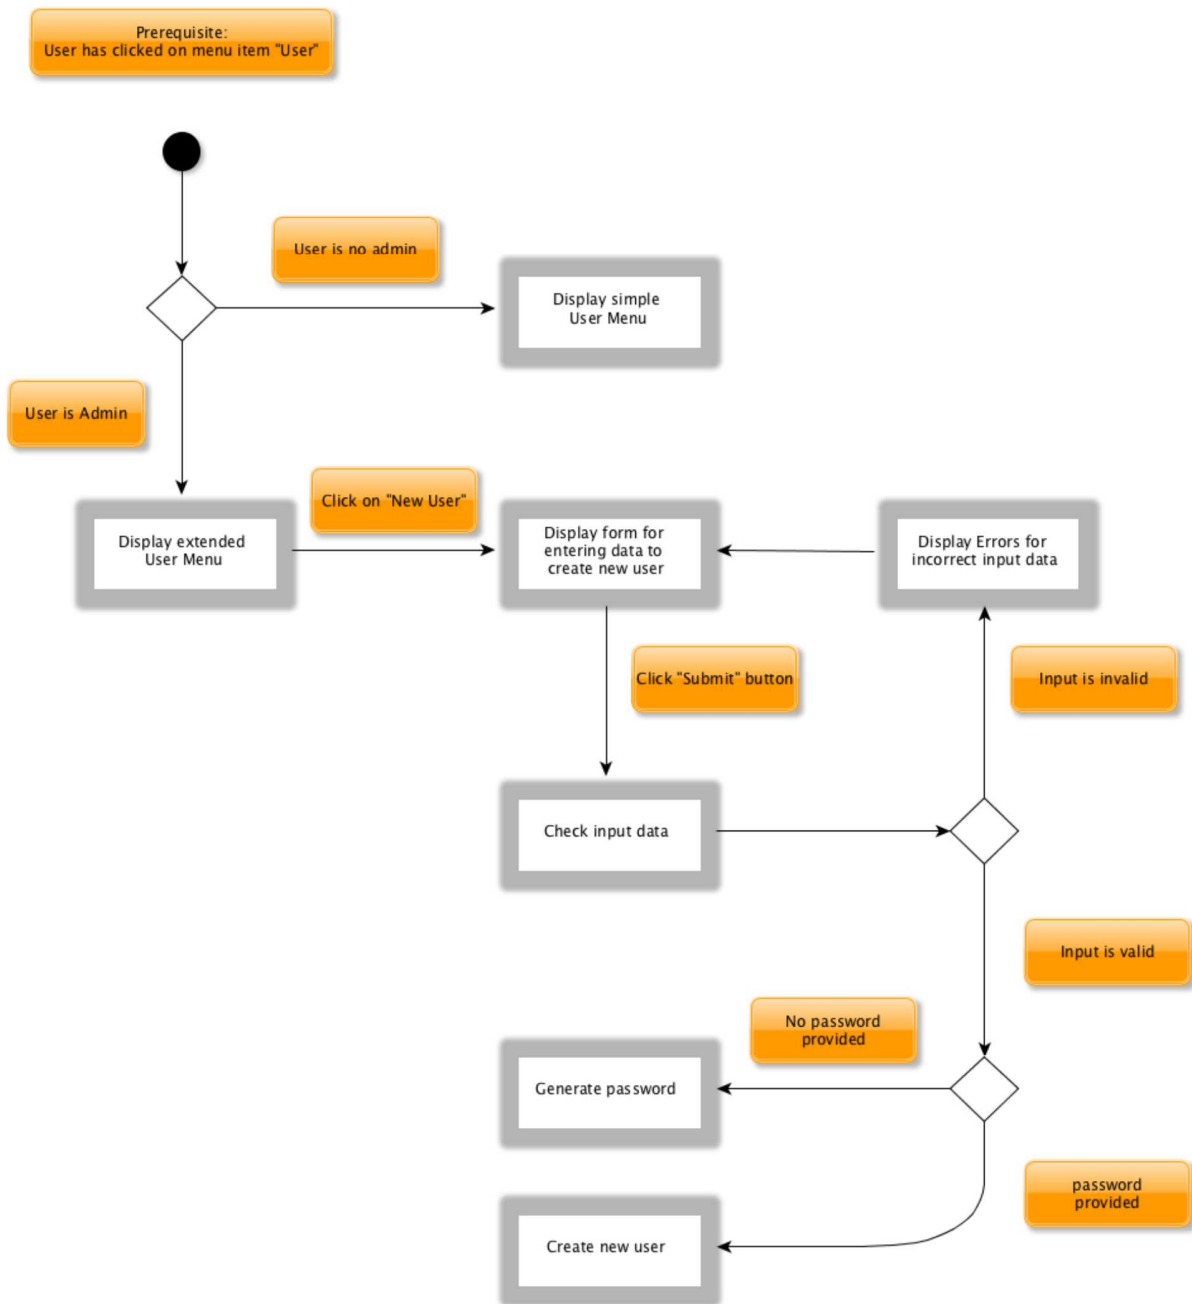 Prerequisite:
User has clicked on menu item "User"
User is no admin
Display simple
User Menu
User is Admin
Click on "New User"
Display extended
User Menu
Display form for
entering data to
create new user
Display Errors for
incorrect input data
Click "Submit" button
Input is invalid
Check input data
Input is valid
No password
provided
Generate password
password
provided
Create new user